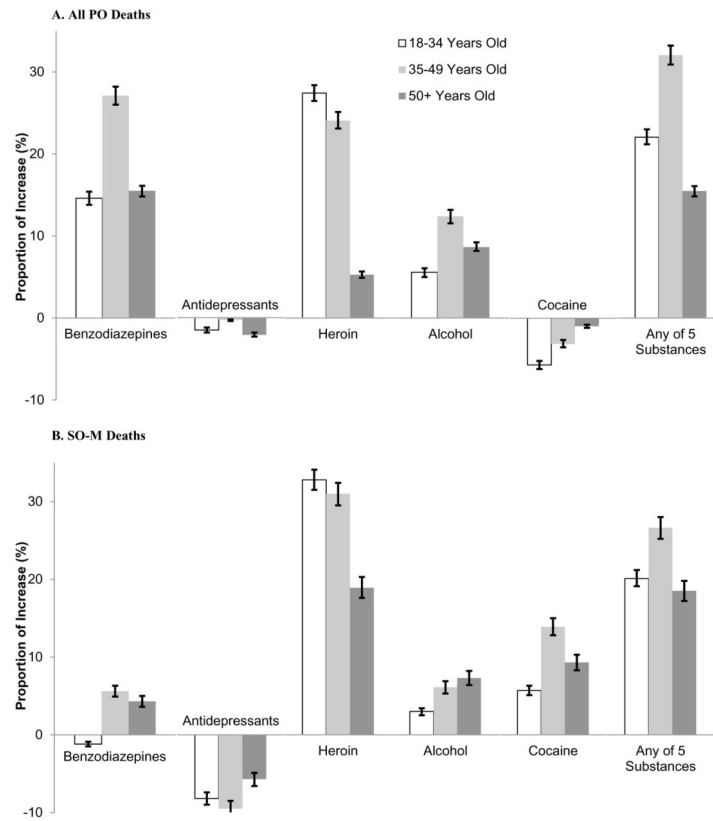 A. All PO Deaths
18-34 Years Old
35-49 Years Old
50+ Years Old
Proportion of Increase (%)
30
20
10
0
-10
Benzodiazepines
Antidepressants
Heroin
Alcohol
Cocaine
Any of 5
Substances
B. SO-M Deaths
Proportion of Increase (%)
30
20
10
0
-10
Benzodiazepines
Antidepressants
Heroin
Alcohol
Cocaine
Any of 5
Substances